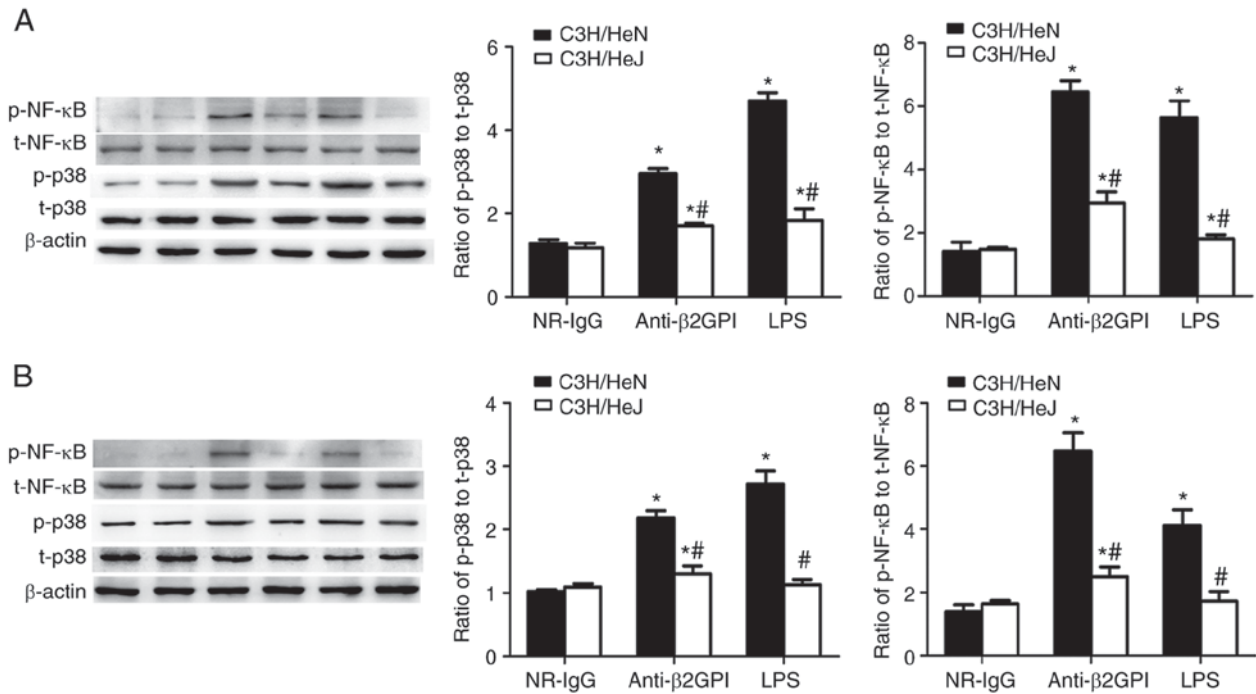 A
p-NF-κB
t-NF-κB
p-p38
t-p38
β-actin
C3H/HeN
C3H/HeJ
Ratio of p-p38 to t-p38
6
4
2
0
*
*# 
*
*#
NR-IgG Anti-β2GPI LPS
C3H/HeN
C3H/HeJ
Ratio of p-NF-κB to t-NF-κB
8
6
4
2
0
*
*#
*
*#
NR-IgG Anti-β2GPI LPS
B
p-NF-κB
t-NF-κB
p-p38
t-p38
β-actin
C3H/HeN
C3H/HeJ
Ratio of p-p38 to t-p38
4
3
2
1
0
*
*#
*
#
NR-IgG Anti-β2GPI LPS
C3H/HeN
C3H/HeJ
Ratio of p-NF-κB to t-NF-κB
8
6
4
2
0
*
*#
*
#
NR-IgG Anti-β2GPI LPS